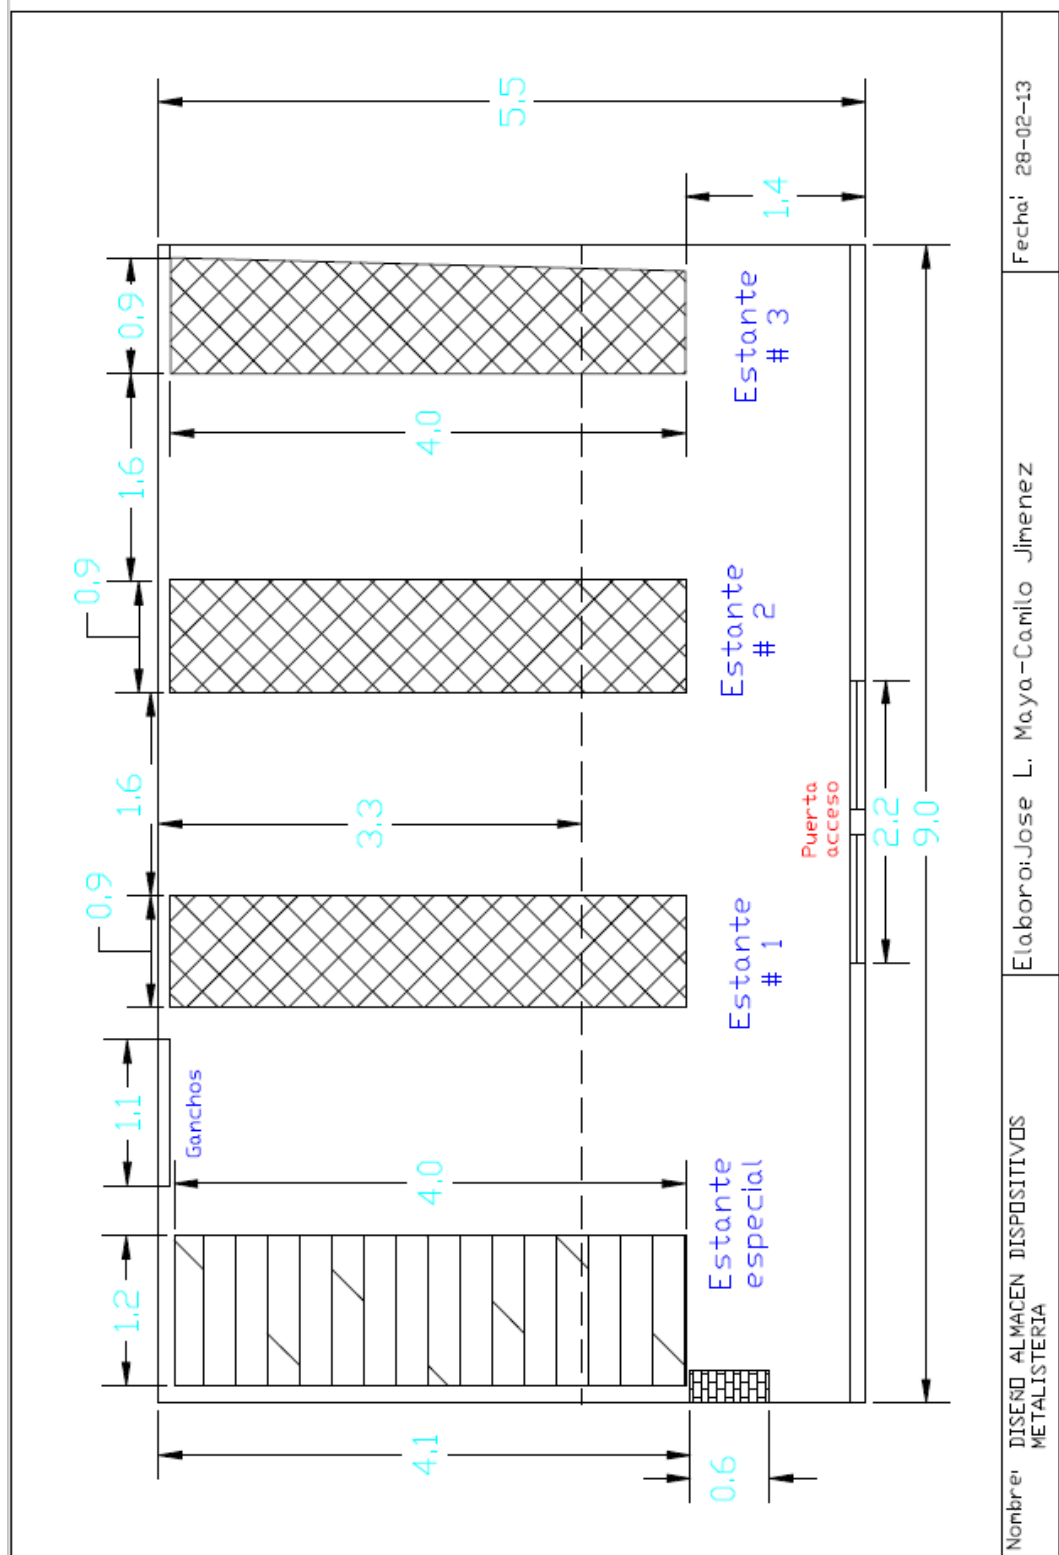 0,9
0,9
1,2
1,1
1,6
1,6
0,9
Ganchos
3,3
4,1
4,0
4,0
5,5
0,6
Estante
especial
Estante
# 1
Estante
# 2
Estante
# 3
1,4
Puerta
acceso
2,2
9,0
Nombre: DISEÑO ALMACEN DISPOSITIVOS
METALISTERIA
Elaboro:Jose L. Maya-Camilo Jimenez
Fecha: 28-02-13